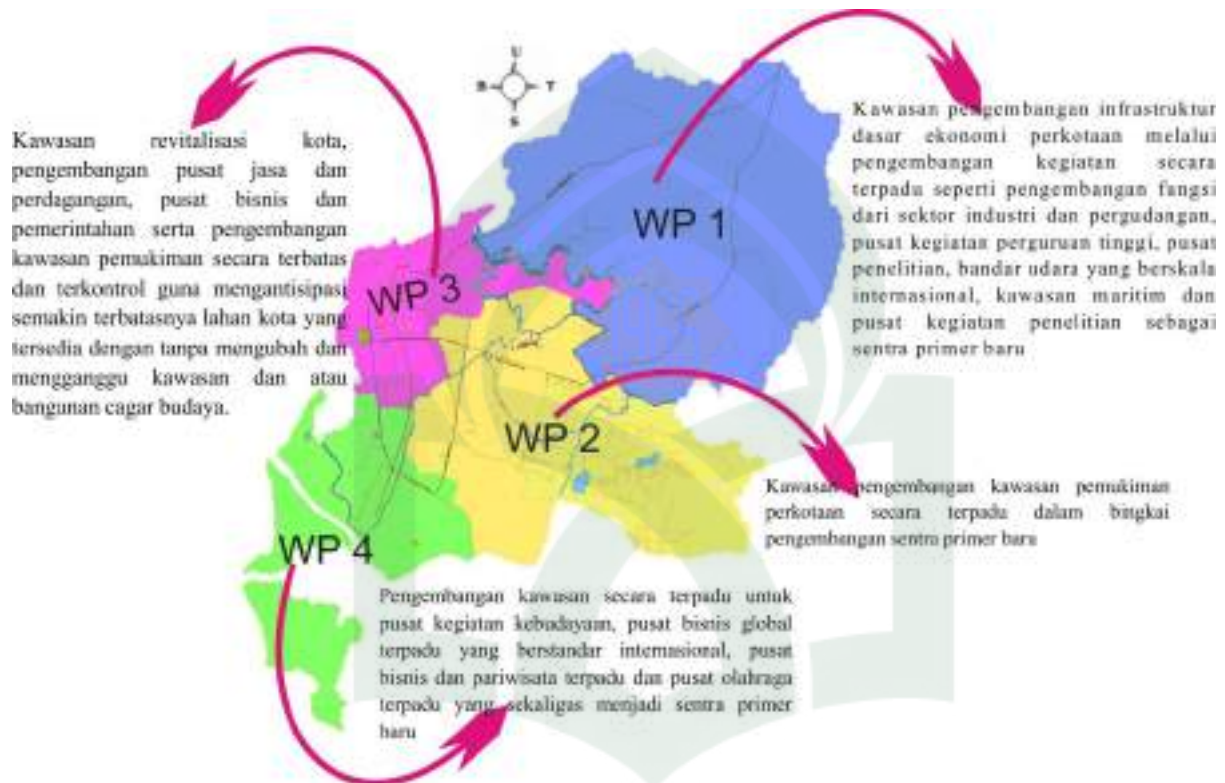 U
B T
S
Kawasan revitalisasi kota,
pengembangan pusat jasa dan
perdagangan, pusat bisnis dan
pemerintahan serta pengembangan
kawasan pemukiman secara terbatas
dan terkontrol guna mengantisipasi
semakin terbatasnya lahan kota yang
tersedia dengan tanpa mengubah dan
mengganggu kawasan dan atau
bangunan cagar budaya.
Kawasan pengembangan infrastruktur
dasar ekonomi perkotaan melalui
pengembangan kegiatan secara
terpadu seperti pengembangan fungsi
dari sektor industri dan pergudangan,
pusat kegiatan perguruan tinggi, pusat
penelitian, bandar udara yang berskala
internasional, kawasan maritim dan
pusat kegiatan penelitian sebagai
sentra primer baru
WP 1
WP 3
WP 2
WP 4
Kawasan pengembangan kawasan pemukiman
perkotaan secara terpadu dalam bingkai
pengembangan sentra primer baru
Pengembangan kawasan secara terpadu untuk
pusat kegiatan kebudayaan, pusat bisnis global
terpadu yang berstandar internasional, pusat
bisnis dan pariwisata terpadu dan pusat olahraga
terpadu yang sekaligas menjadi sentra primer
baru